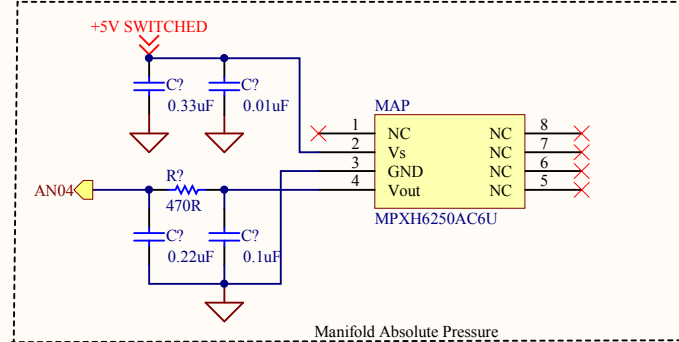 +5V SWITCHED
C? C?
0.33uF 0.01uF
MAP
1 NC NC 8
2 Vs NC 7
3 GND NC 6
4 Vout NC 5
MPXH6250AC6U
R?
AN04
470R
C? C?
0.22uF 0.1uF
Manifold Absolute Pressure